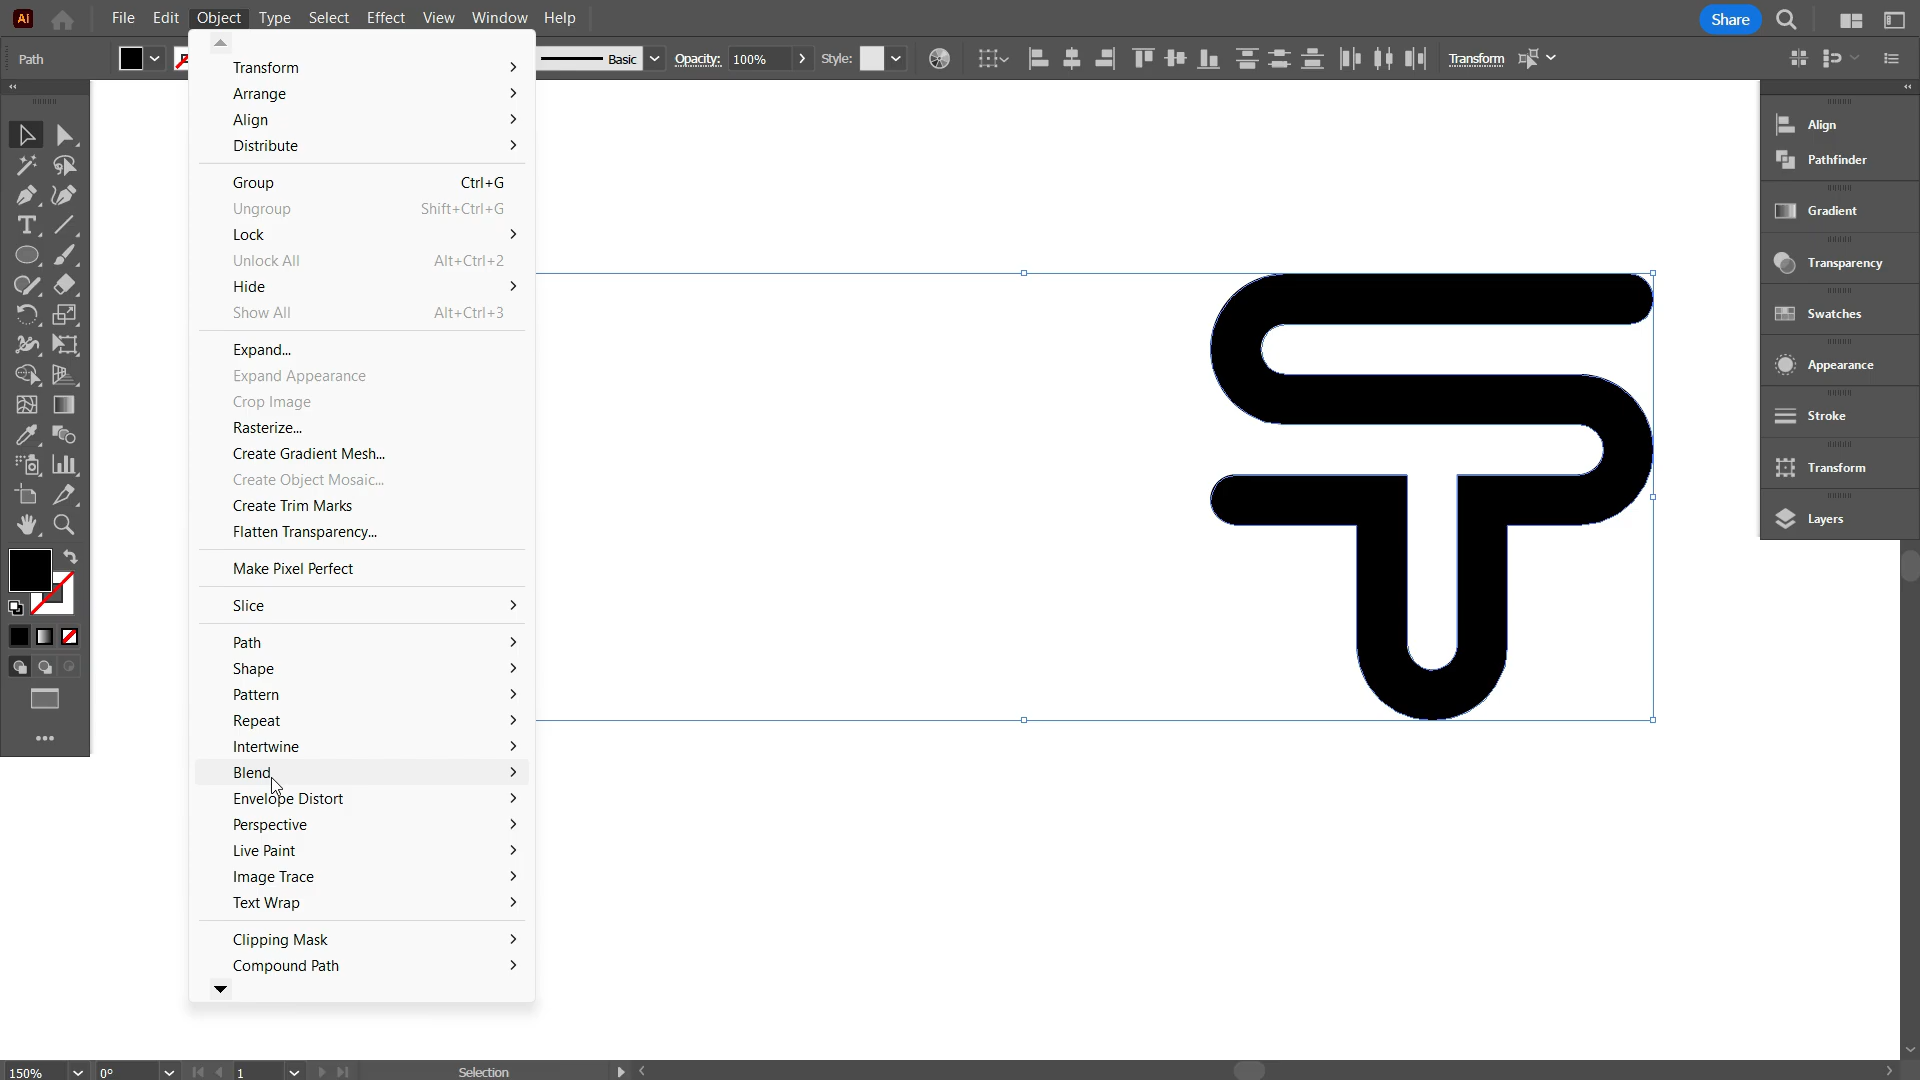 Ai File Edit Object Type Select Effect View Window Help Share
Path Basic Opacity: 100% Style: Transform
Transform
Arrange
Align
Distribute
Group Ctrl+G
Ungroup Shift+Ctrl+G
Lock
Unlock All Alt+Ctrl+2
Hide
Show All Alt+Ctrl+3
Expand...
Expand Appearance
Crop Image
Rasterize...
Create Gradient Mesh...
Create Object Mosaic...
Create Trim Marks
Flatten Transparency...
Make Pixel Perfect
Slice
Path
Shape
Pattern
Repeat
Intertwine
Blend
Envelope Distort
Perspective
Live Paint
Image Trace
Text Wrap
Clipping Mask
Compound Path
Align
Pathfinder
Gradient
Transparency
Swatches
Appearance
Stroke
Transform
Layers
150% 0° 1 Selection